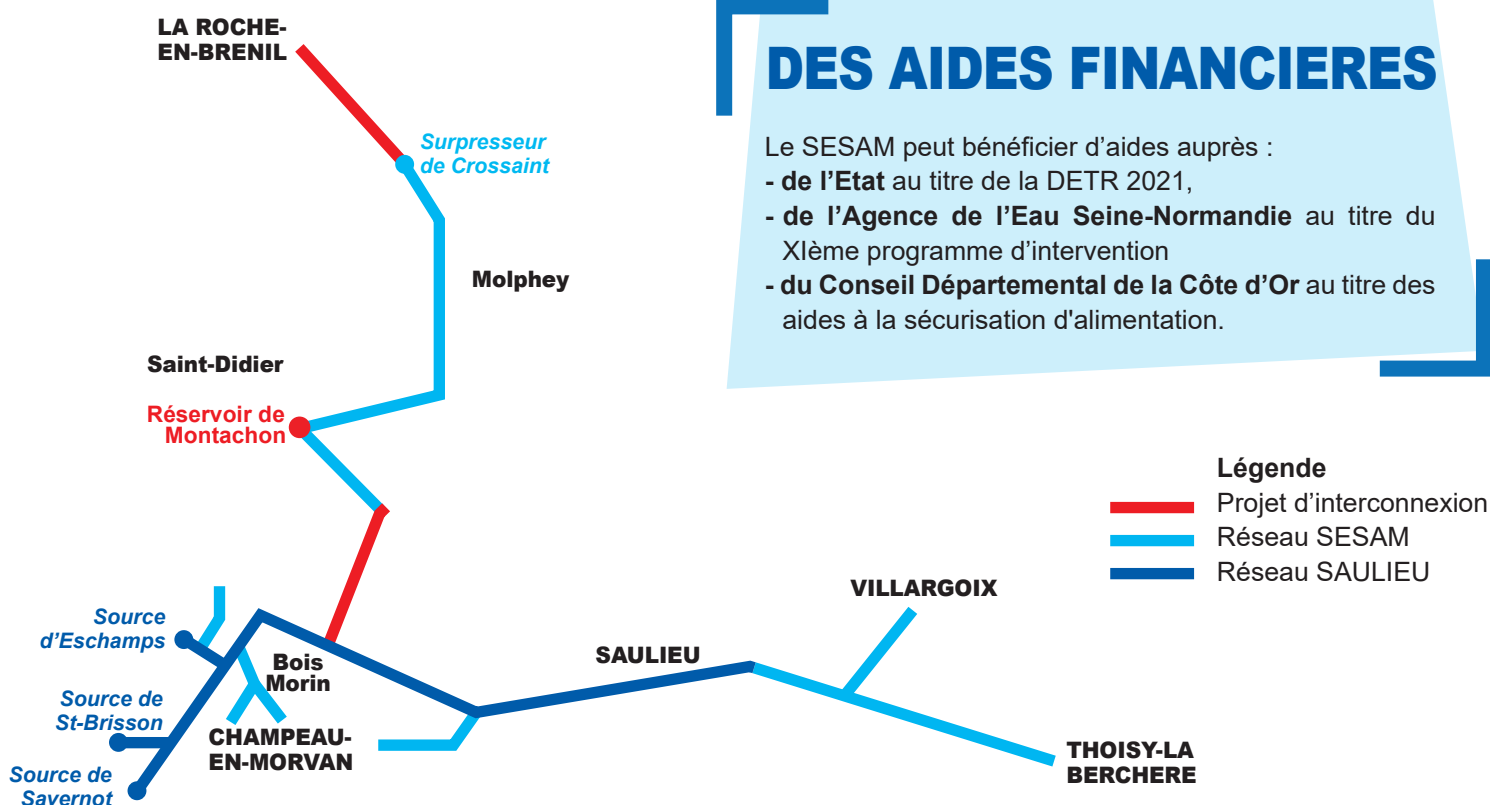 LA ROCHE-
EN-BRENIL
Surpresseur
de Crossaint
Molphey
Saint-Didier
Réservoir de
Montachon
DES AIDES FINANCIERES
Le SESAM peut bénéficier d’aides auprès :
- de l’Etat au titre de la DETR 2021,
- de l’Agence de l’Eau Seine-Normandie au titre du
XIème programme d’intervention
- du Conseil Départemental de la Côte d’Or au titre des
aides à la sécurisation d'alimentation.
Légende
Projet d’interconnexion
Réseau SESAM
Réseau SAULIEU
Source
d’Eschamps
Bois
Morin
Source de
St-Brisson
CHAMPEAU-
EN-MORVAN
Source de
Savernot
SAULIEU
VILLARGOIX
THOISY-LA
BERCHERE